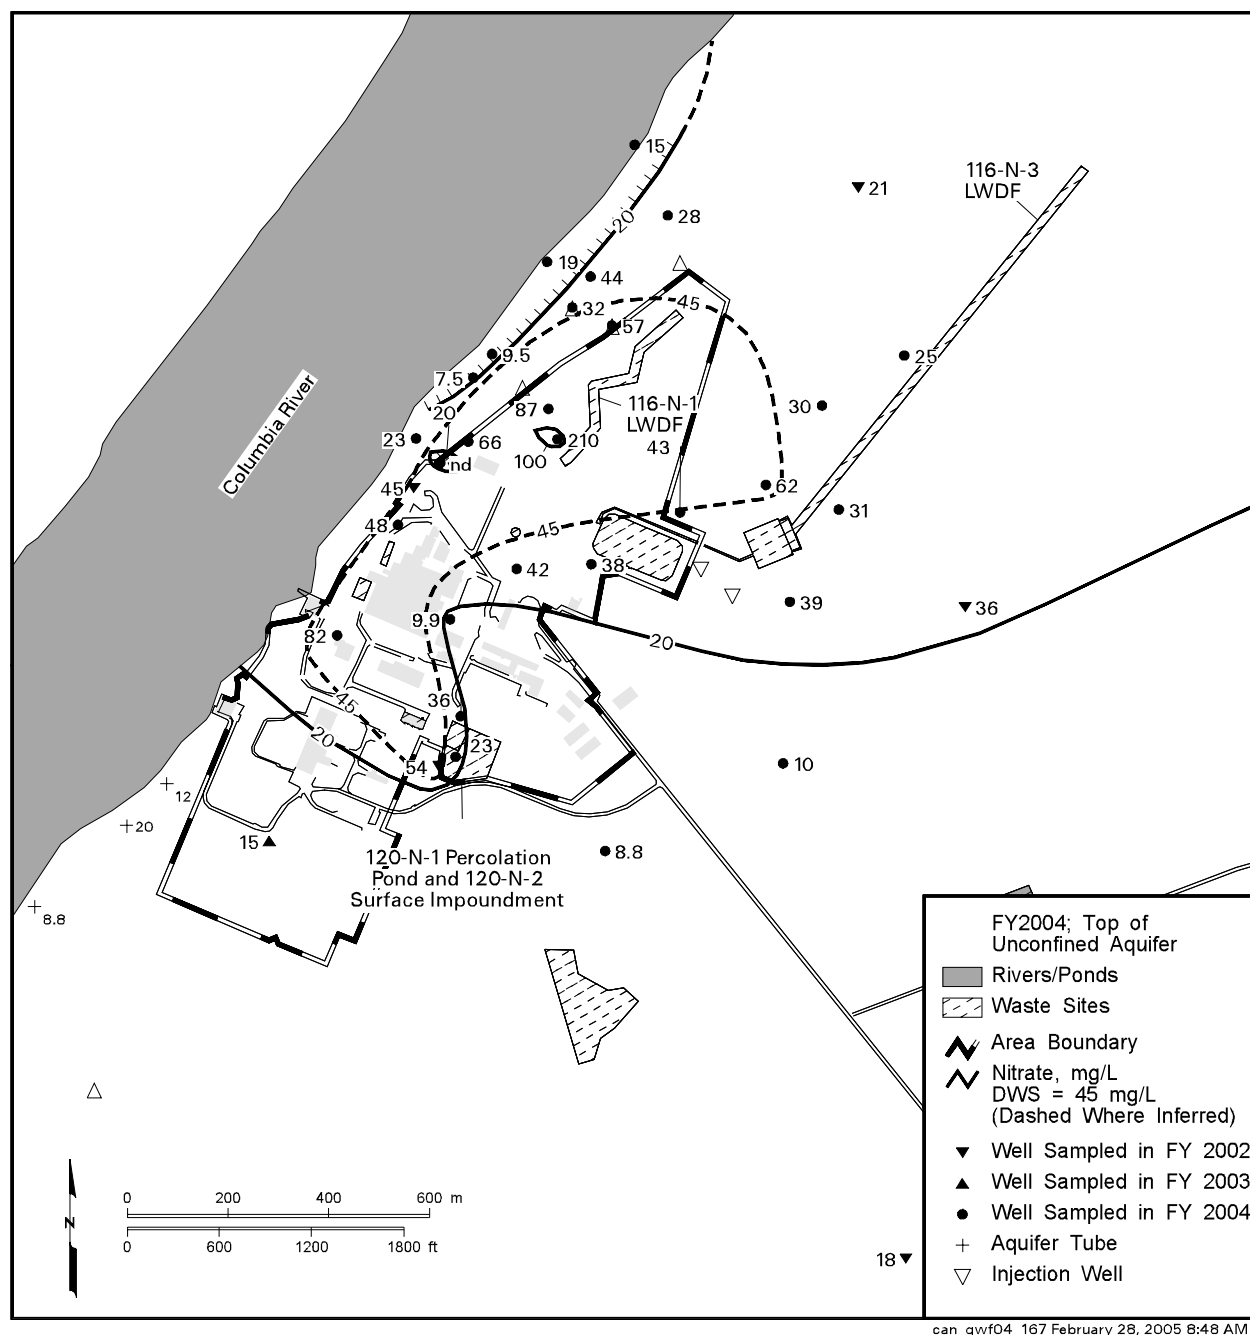 15
116-N-3
LWDF
21
28
20
19
44
45
32
57
9.5
25
7.5
Columbia River
20
87
116-N-1
LWDF
30
23
66
210
43
100
nd
45
62
31
48
45
42
38
39
36
9.9
82
20
45
36
20
23
54
10
12
20
15
8.8
120-N-1 Percolation
Pond and 120-N-2
Surface Impoundment
8.8
FY2004; Top of
Unconfined Aquifer
Rivers/Ponds
Waste Sites
Area Boundary
Nitrate, mg/L
DWS = 45 mg/L
(Dashed Where Inferred)
Well Sampled in FY 2002
Well Sampled in FY 2003
Well Sampled in FY 2004
Aquifer Tube
Injection Well
N
0 200 400 600 m
0 600 1200 1800 ft
18
can_gwf04_167 February 28, 2005 8:48 AM